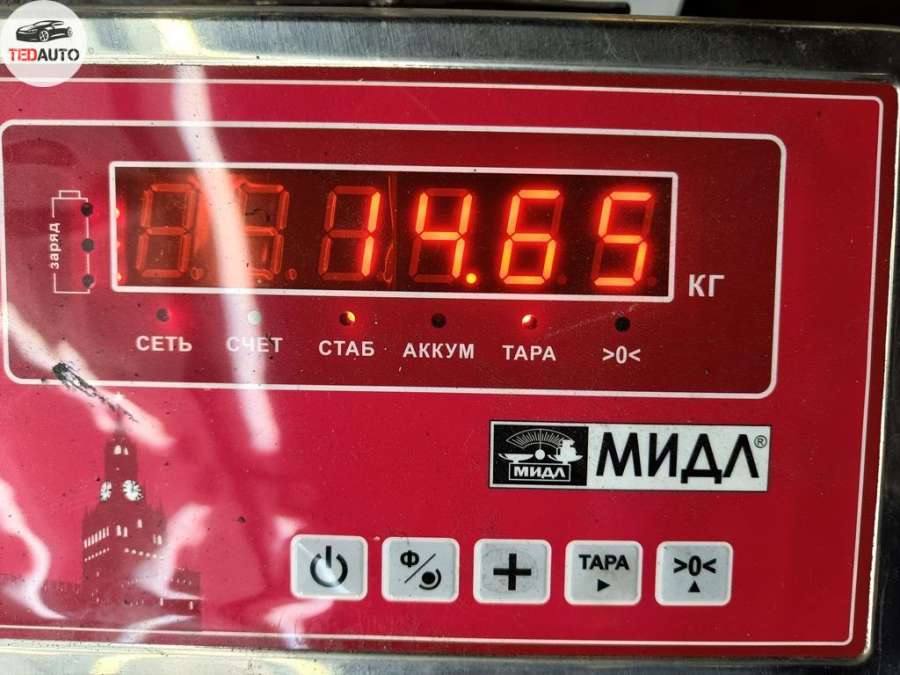 TEDAUTO
заряд
14.65
КГ
СЕТЬ СЧЕТ СТАБ АККУМ ТАРА >0<
МИДЛ МИДЛ®
Ф
ТАРА >0<